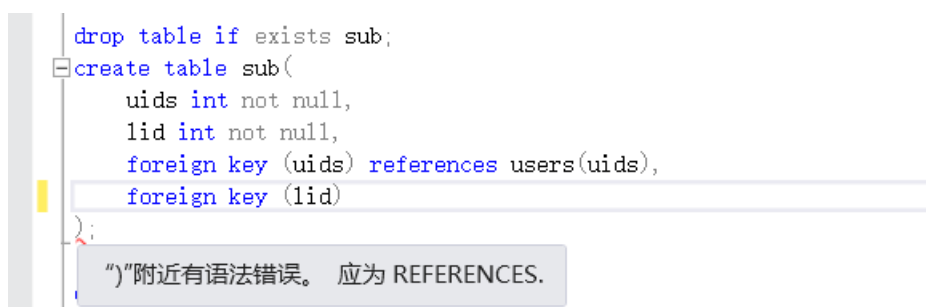 drop table if exists sub;
create table sub(
uids int not null,
lid int not null,
foreign key (uids) references users(uids),
foreign key (lid)
);
“)”附近有语法错误。 应为 REFERENCES.